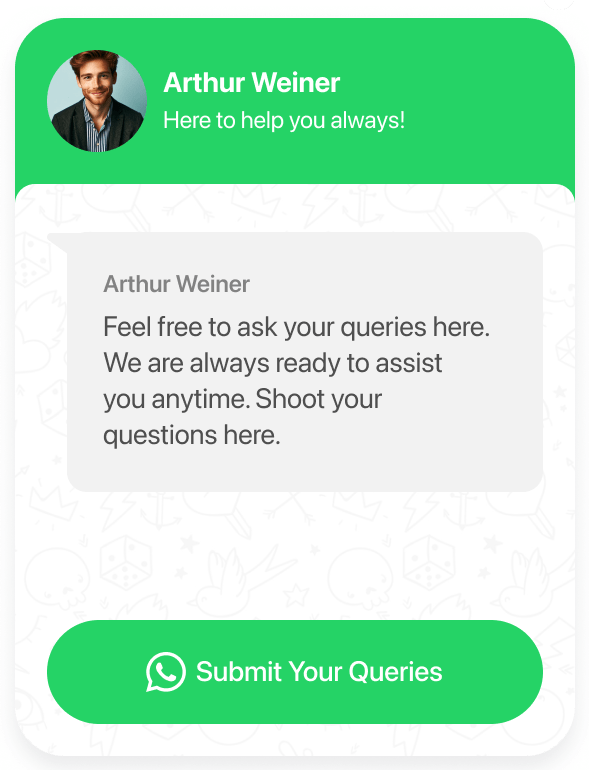 Arthur Weiner
Here to help you always!
Arthur Weiner
Feel free to ask your queries here.
We are always ready to assist
you anytime. Shoot your
questions here.
Submit Your Queries